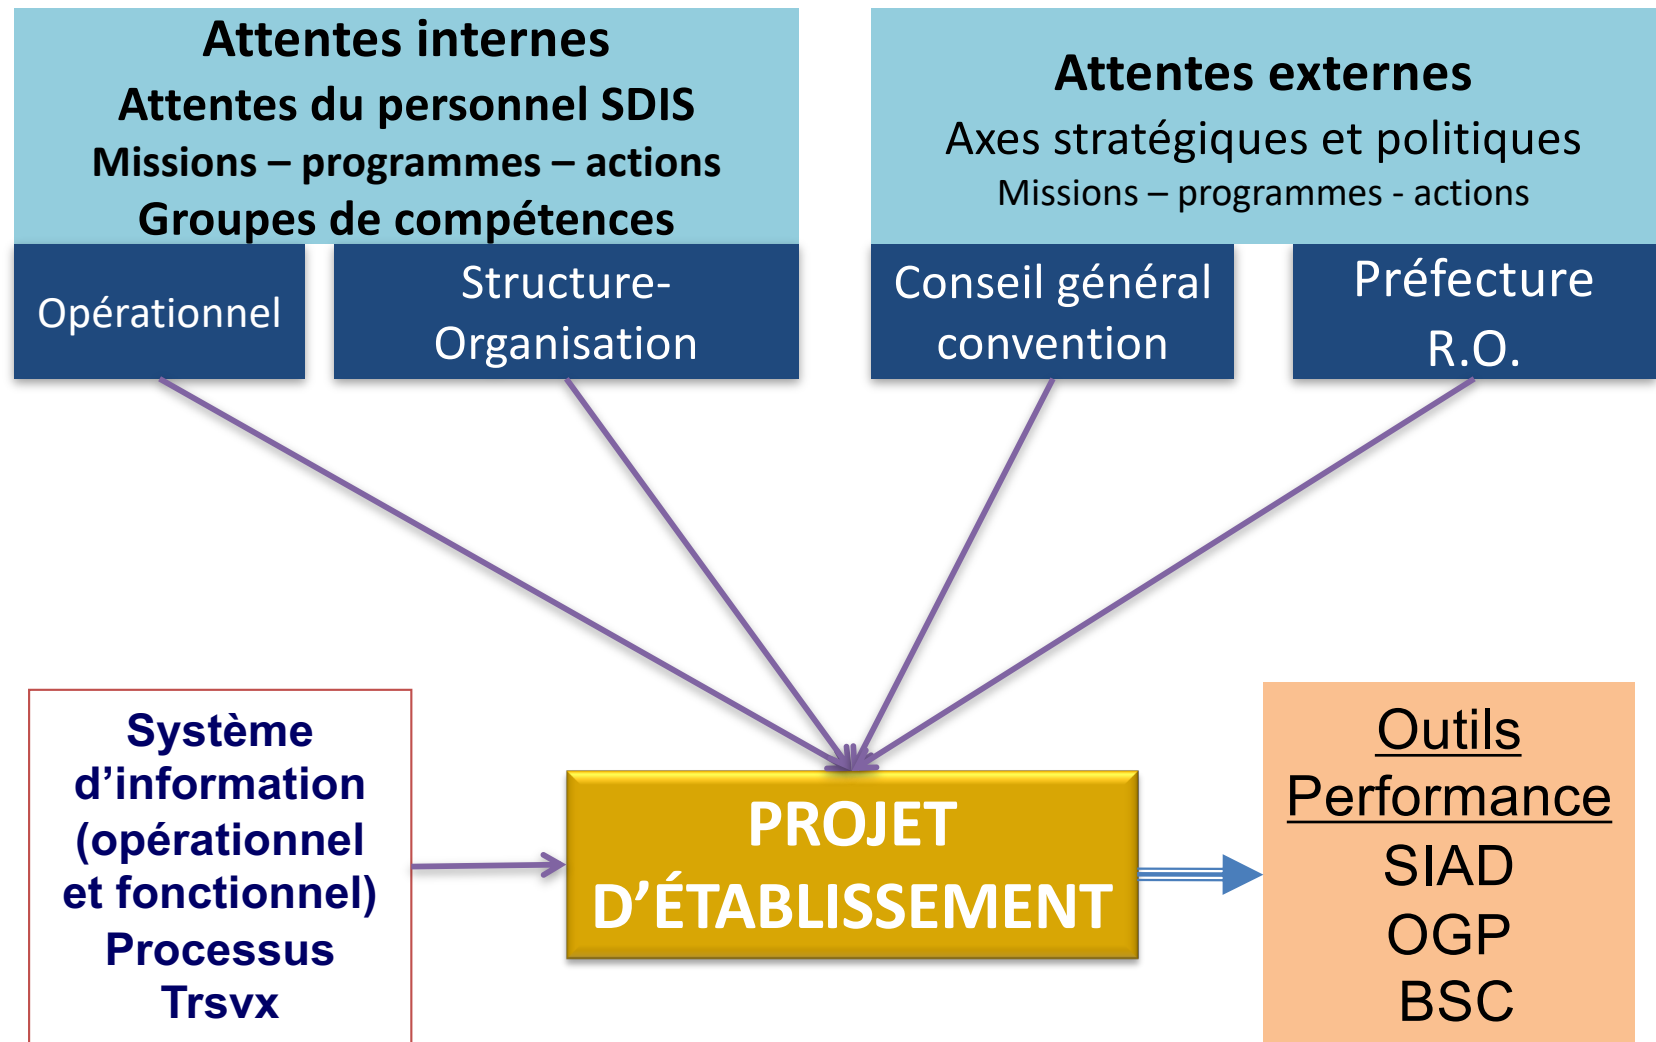 Attentes internes
Attentes du personnel SDIS
Missions – programmes – actions
Groupes de compétences
Opérationnel
Structure-
Organisation
Attentes externes
Axes stratégiques et politiques
Missions – programmes - actions
Conseil général
convention
Préfecture
R.O.
Système
d’information
(opérationnel
et fonctionnel)
Processus
Trsvx
PROJET
D’ÉTABLISSEMENT
Outils
Performance
SIAD
OGP
BSC